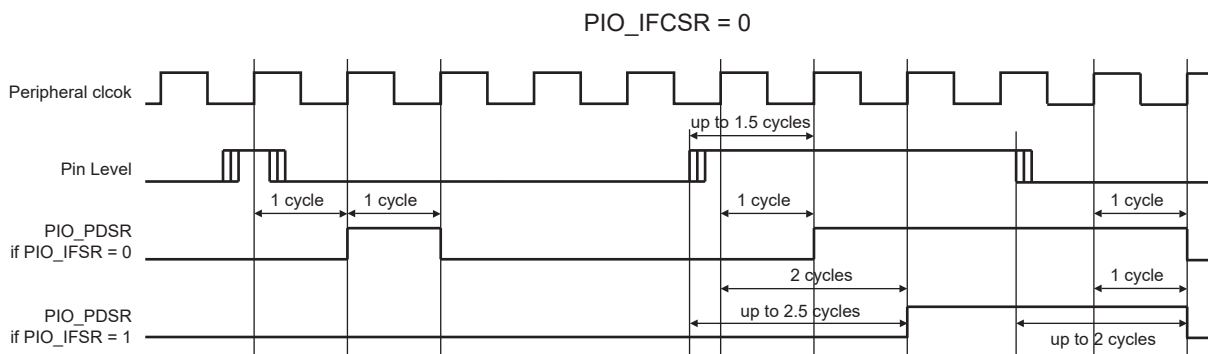 PIO_IFCSR = 0
Peripheral clcok
up to 1.5 cycles
Pin Level
1 cycle
1 cycle
1 cycle
1 cycle
PIO_PDSR
if PIO_IFSR = 0
2 cycles
1 cycle
PIO_PDSR
if PIO_IFSR = 1
up to 2.5 cycles
up to 2 cycles